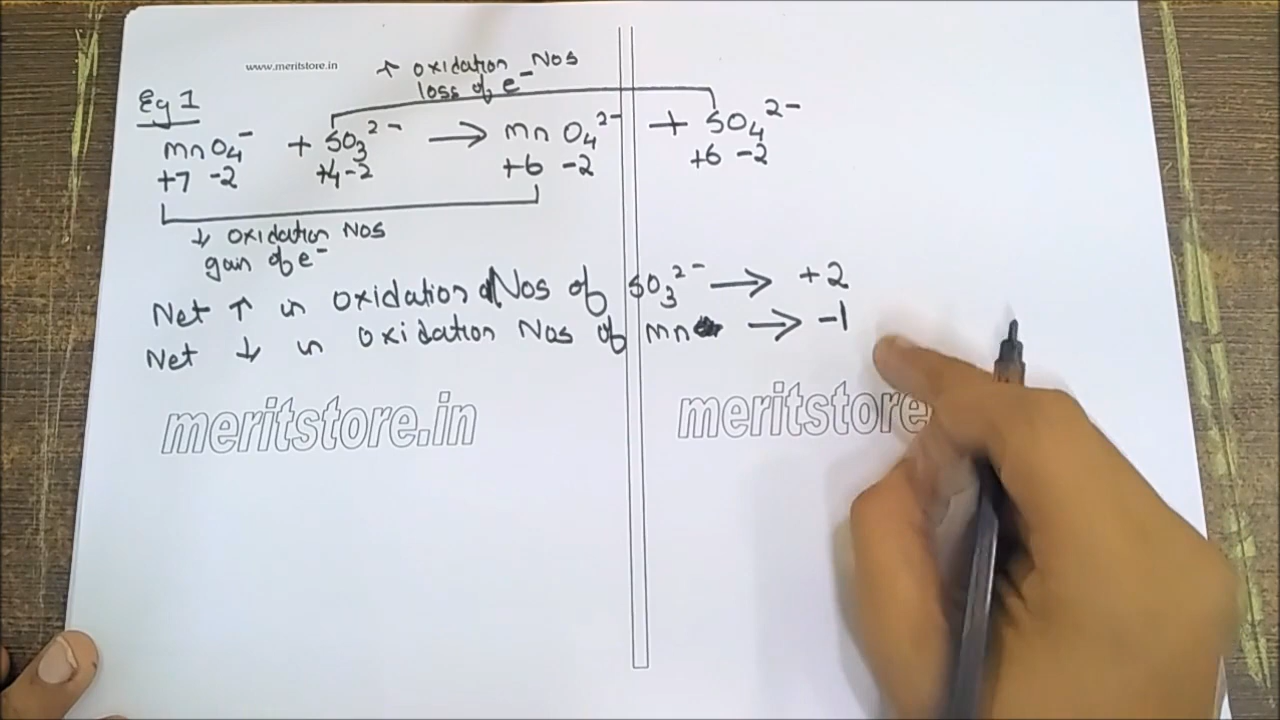 www.meritstore.in
↑ oxidation Nos
loss of e⁻
Eg 1
mnO₄⁻ + SO₃²⁻ → mnO₄²⁻ + SO₄²⁻
+7 -2 +4-2 +6 -2 +6 -2
↓ oxidation Nos
gain of e⁻
Net ↑ in oxidation Nos of SO₃²⁻ → +2
Net ↓ in oxidation Nos of mn → -1
meritstore.in meritstore